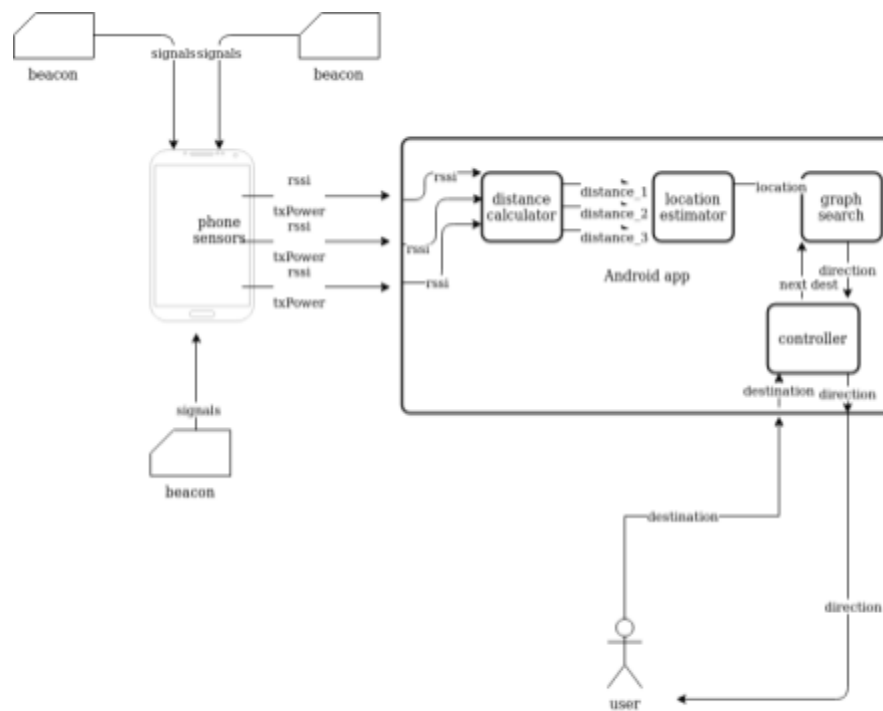 signals
signals
beacon
beacon
rssi
txPower
rssi
txPower
rssi
txPower
phone
sensors
signals
beacon
rssi
rssi
rssi
distance
calculator
distance_1
distance_2
distance_3
location
estimator
location
graph
search
Android app
next dest
direction
controller
destination
direction
destination
direction
user